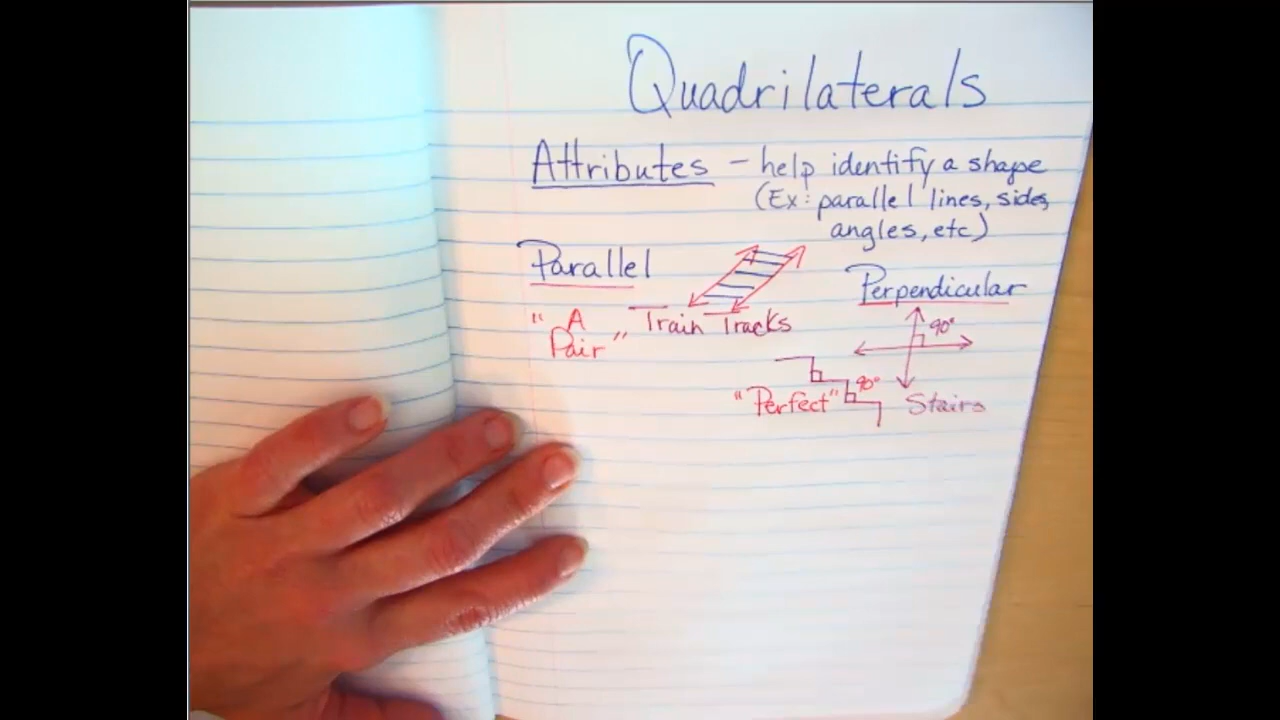 Quadrilaterals
Attributes - help identify a shape
(Ex: parallel lines, sides,
angles, etc)
Parallel
" A
Pair "
Train Tracks
Perpendicular
90°
90°
"Perfect"
Stairs